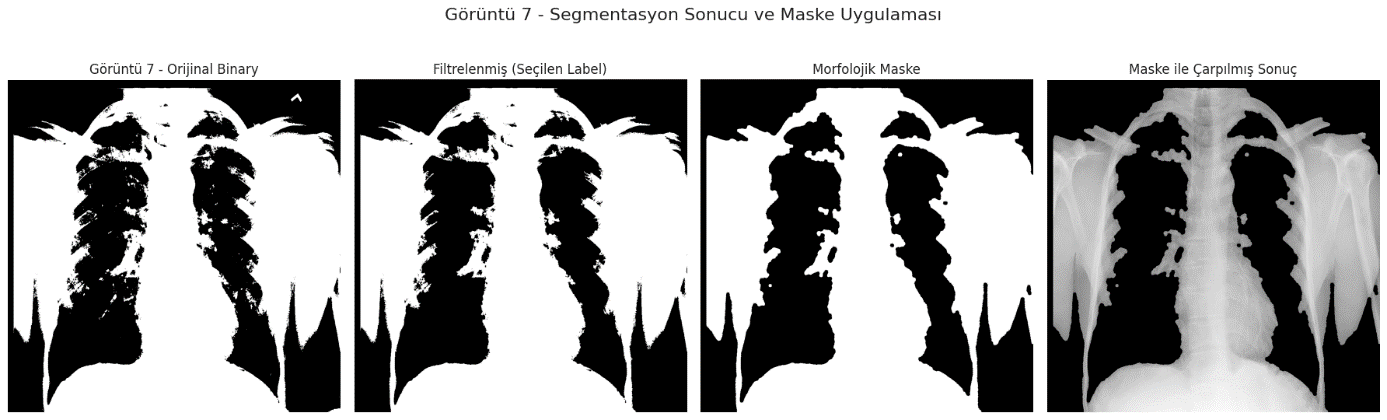 Görüntü 7 - Segmentasyon Sonucu ve Maske Uygulaması
Görüntü 7 - Orijinal Binary
Filtrelenmiş (Seçilen Label)
Morfolojik Maske
Maske ile Çarpılmış Sonuç